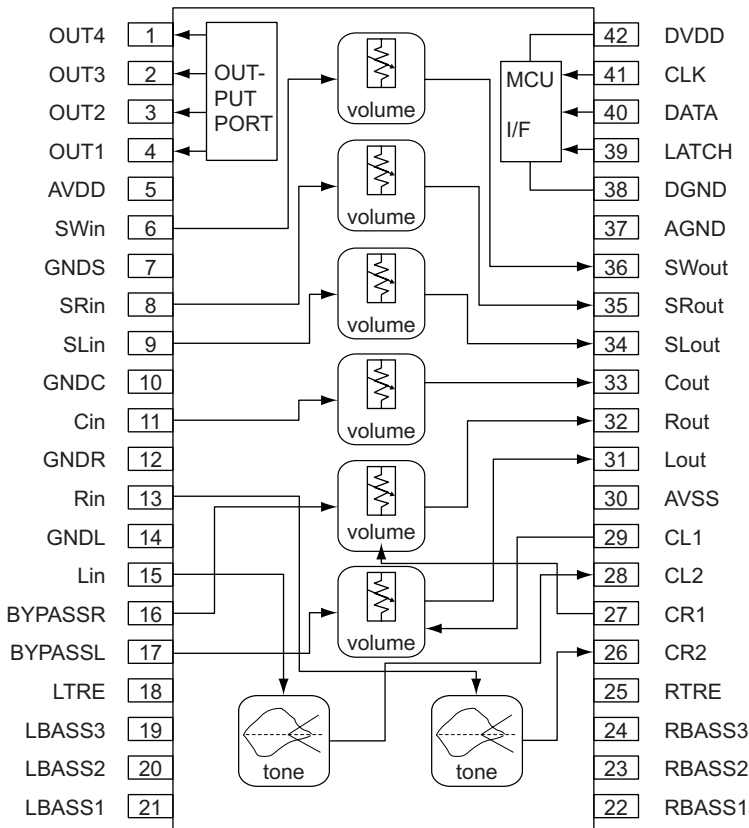 OUT4 1 42 DVDD
OUT3 2 OUT- MCU 41 CLK
PUT
OUT2 3 PORT 40 DATA
I/F
OUT1 4 39 LATCH
volume
AVDD 5 38 DGND
SWin 6 37 AGND
volume
GNDS 7 36 SWout
SRin 8 35 SRout
volume
SLin 9 34 SLout
GNDC 10 33 Cout
Cin 11 32 Rout
volume
GNDR 12 31 Lout
Rin 13 30 AVSS
volume
GNDL 14 29 CL1
Lin 15 28 CL2
BYPASSR 16 27 CR1
volume
BYPASSL 17 26 CR2
LTRE 18 25 RTRE
LBASS3 19 24 RBASS3
LBASS2 20 tone tone 23 RBASS2
LBASS1 21 22 RBASS1